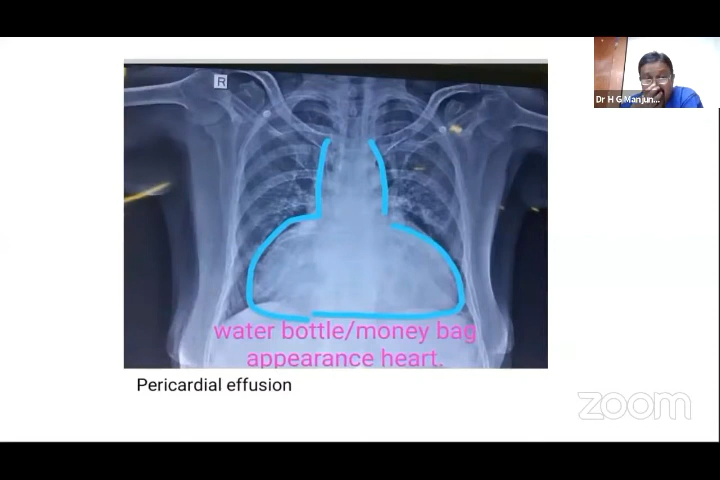 R
Dr H G Manjun...
water bottle/money bag
appearance heart.
Pericardial effusion
zoom